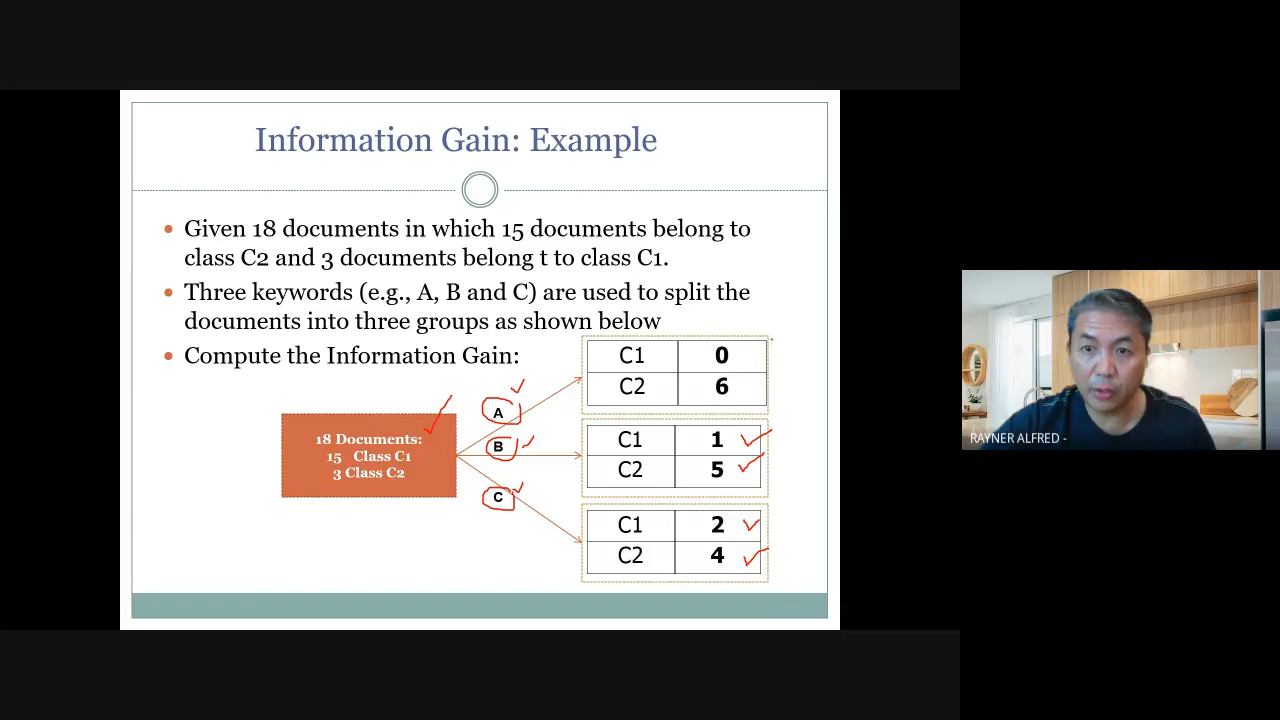 Information Gain: Example
Given 18 documents in which 15 documents belong to
class C2 and 3 documents belong t to class C1.
Three keywords (e.g., A, B and C) are used to split the
documents into three groups as shown below
Compute the Information Gain:
18 Documents:
15 Class C1
3 Class C2
A
B
C
C1 0
C2 6
C1 1
C2 5
C1 2
C2 4
RAYNER ALFRED -